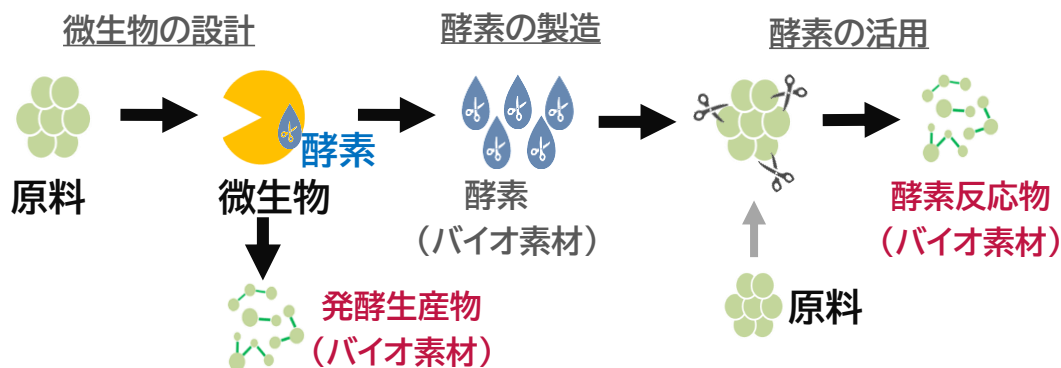 微生物の設計
酵素の製造
酵素の活用
酵素
原料
微生物
酵素
（バイオ素材）
酵素反応物
（バイオ素材）
発酵生産物
（バイオ素材）
原料